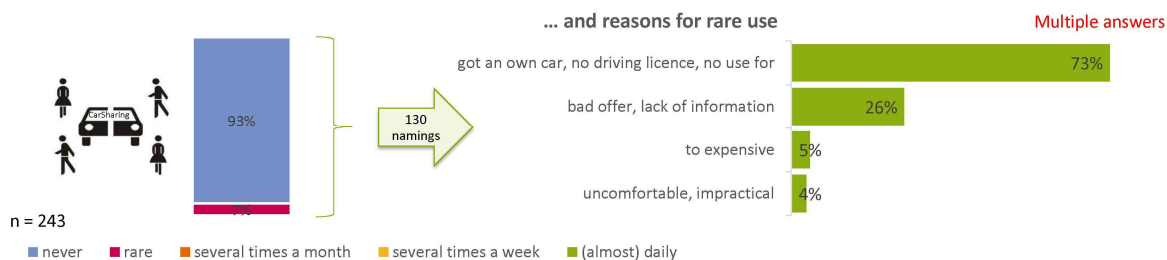 ... and reasons for rare use
Multiple answers
got an own car, no driving licence, no use for
73%
CarSharing
93%
130
namings
bad offer, lack of information
26%
to expensive
5%
uncomfortable, impractical
4%
7%
n = 243
never
rare
several times a month
several times a week
(almost) daily